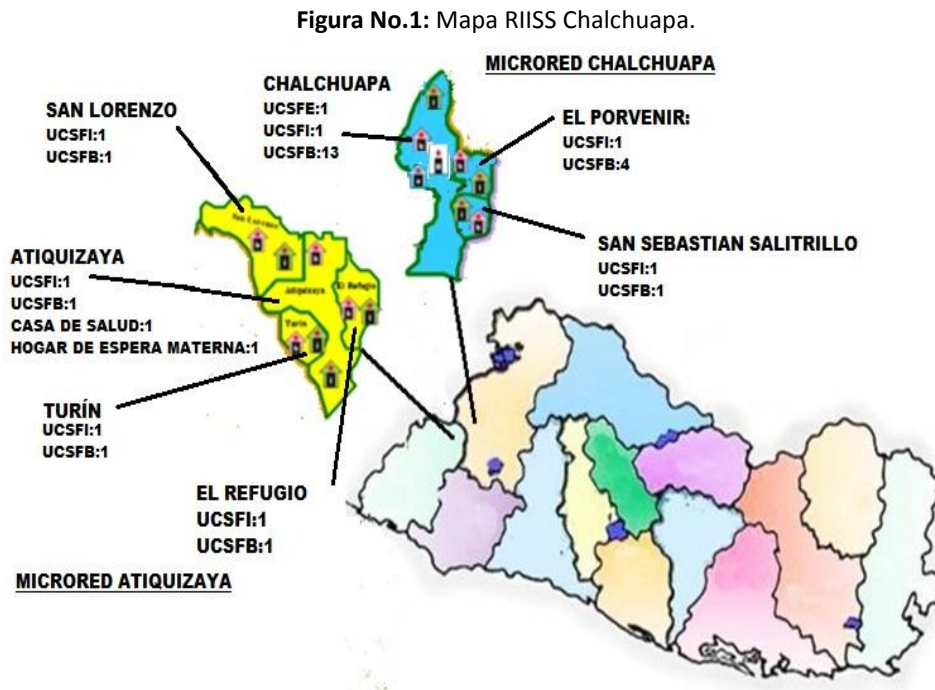 Figura No.1: Mapa RIISS Chalchuapa.
MICRORED CHALCHUAPA
CHALCHUAPA
UCSFE:1
UCSFI:1
UCSFB:13
EL PORVENIR:
UCSFI:1
UCSFB:4
SAN SEBASTIAN SALITRILLO
UCSFI:1
UCSFB:1
SAN LORENZO
UCSFI:1
UCSFB:1
ATIQUIZAYA
UCSFI:1
UCSFB:1
CASA DE SALUD:1
HOGAR DE ESPERA MATERNA:1
TURÍN
UCSFI:1
UCSFB:1
EL REFUGIO
UCSFI:1
UCSFB:1
MICRORED ATIQUIZAYA
San Lorenzo
Atiquizaya
El Refugio
Turín